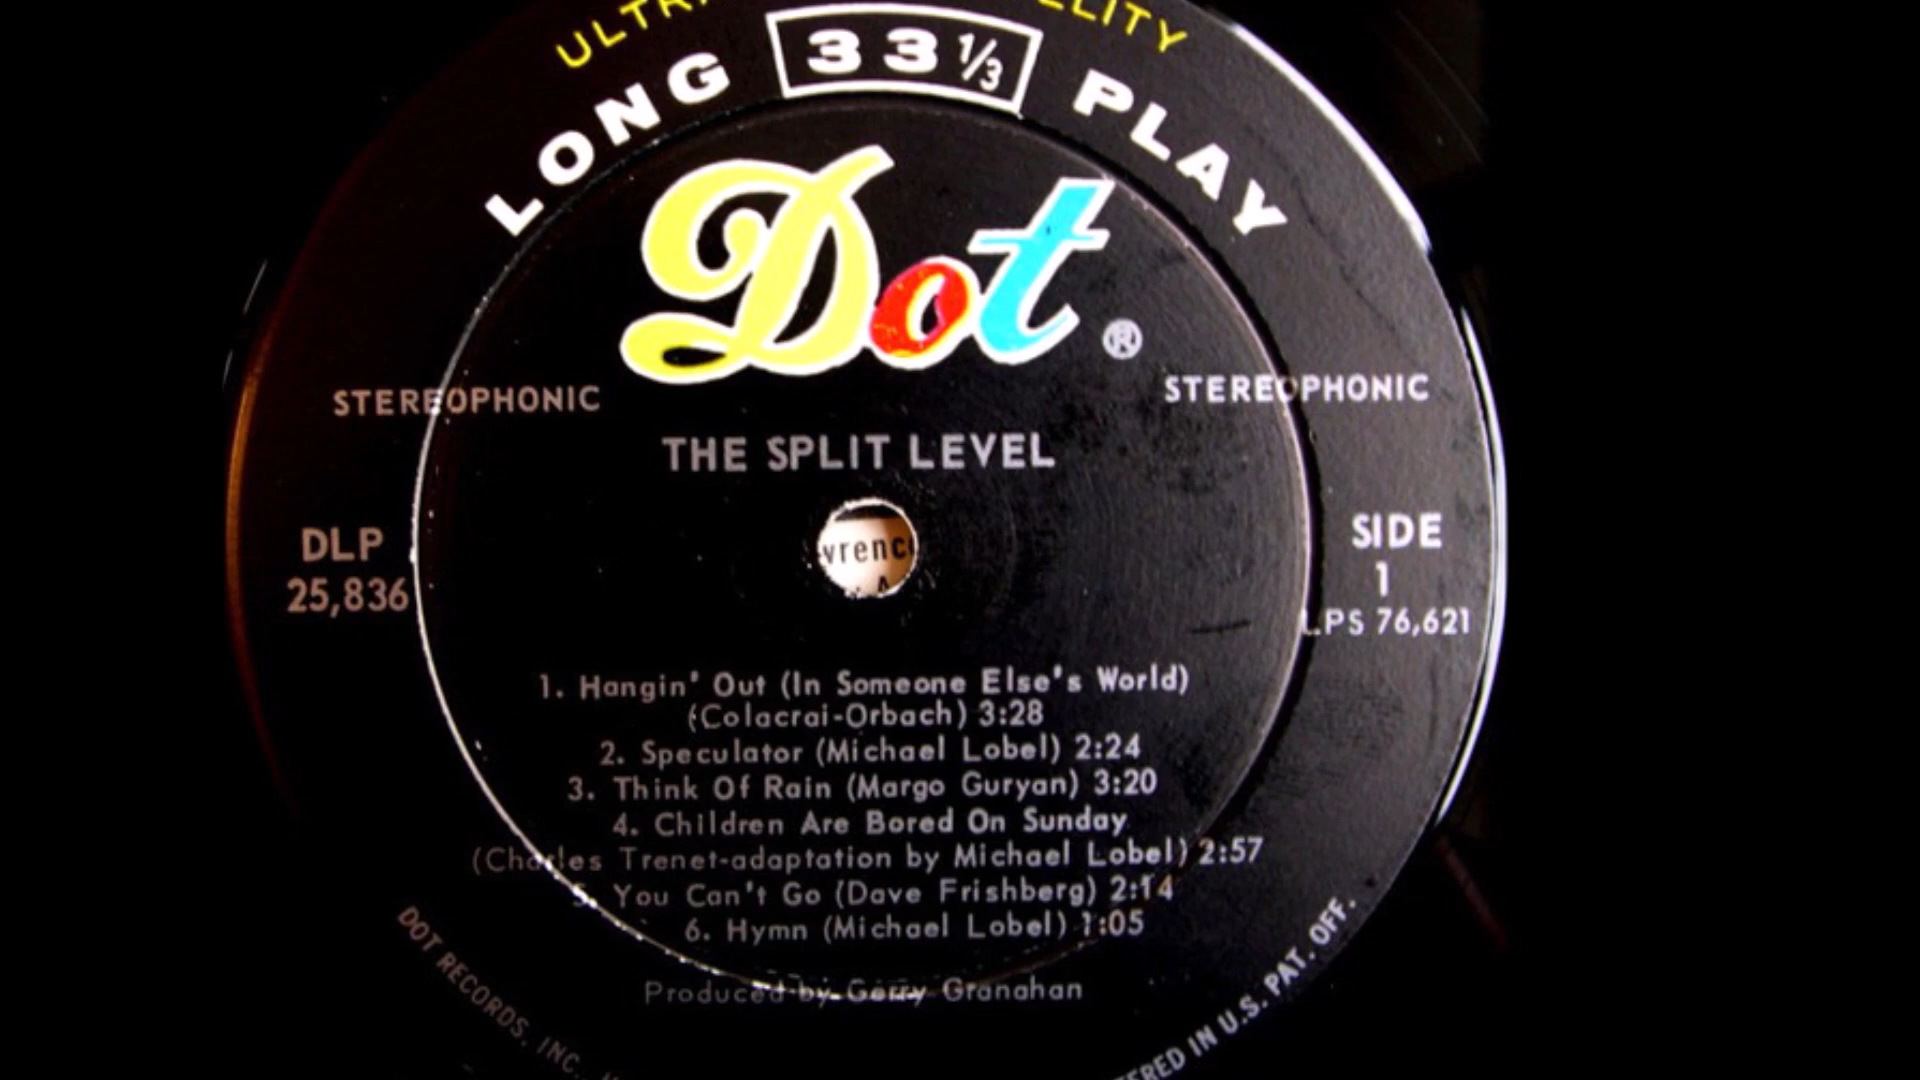 LONG 33 1/3 PLAY
Dot ®
STEREOPHONIC STEREOPHONIC
THE SPLIT LEVEL
DLP
25,836
SIDE
1
LPS 76,621
1. Hangin' Out (In Someone Else's World)
(Colacrai-Orbach) 3:28
2. Speculator (Michael Lobel) 2:24
3. Think Of Rain (Margo Guryan) 3:20
4. Children Are Bored On Sunday
(Charles Trenet-adaptation by Michael Lobel) 2:57
5. You Can't Go (Dave Frishberg) 2:14
6. Hymn (Michael Lobel) 1:05
Produced by Gerry Granahan
DOT RECORDS, INC.
IN U.S. PAT. OFF.